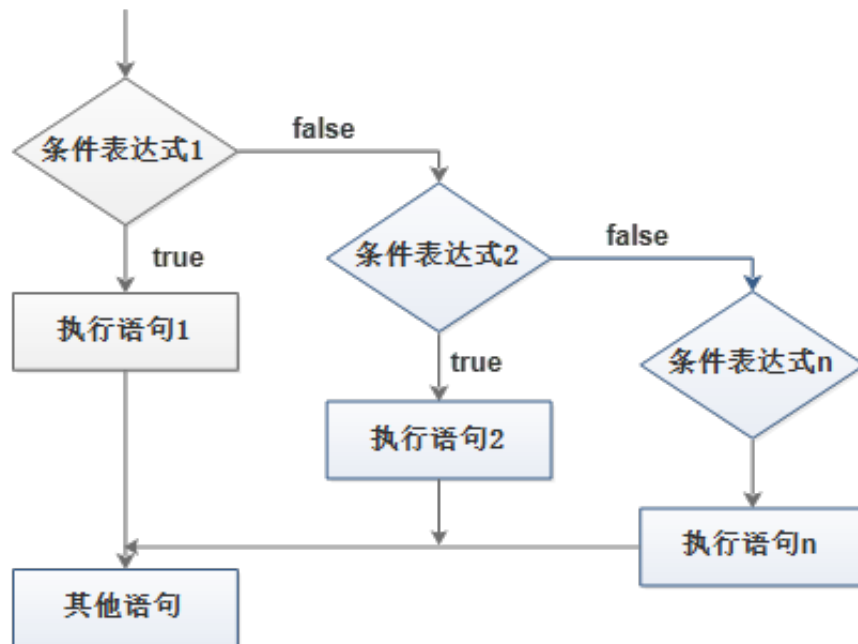 条件表达式1
false
true
执行语句1
条件表达式2
false
true
执行语句2
条件表达式n
执行语句n
其他语句